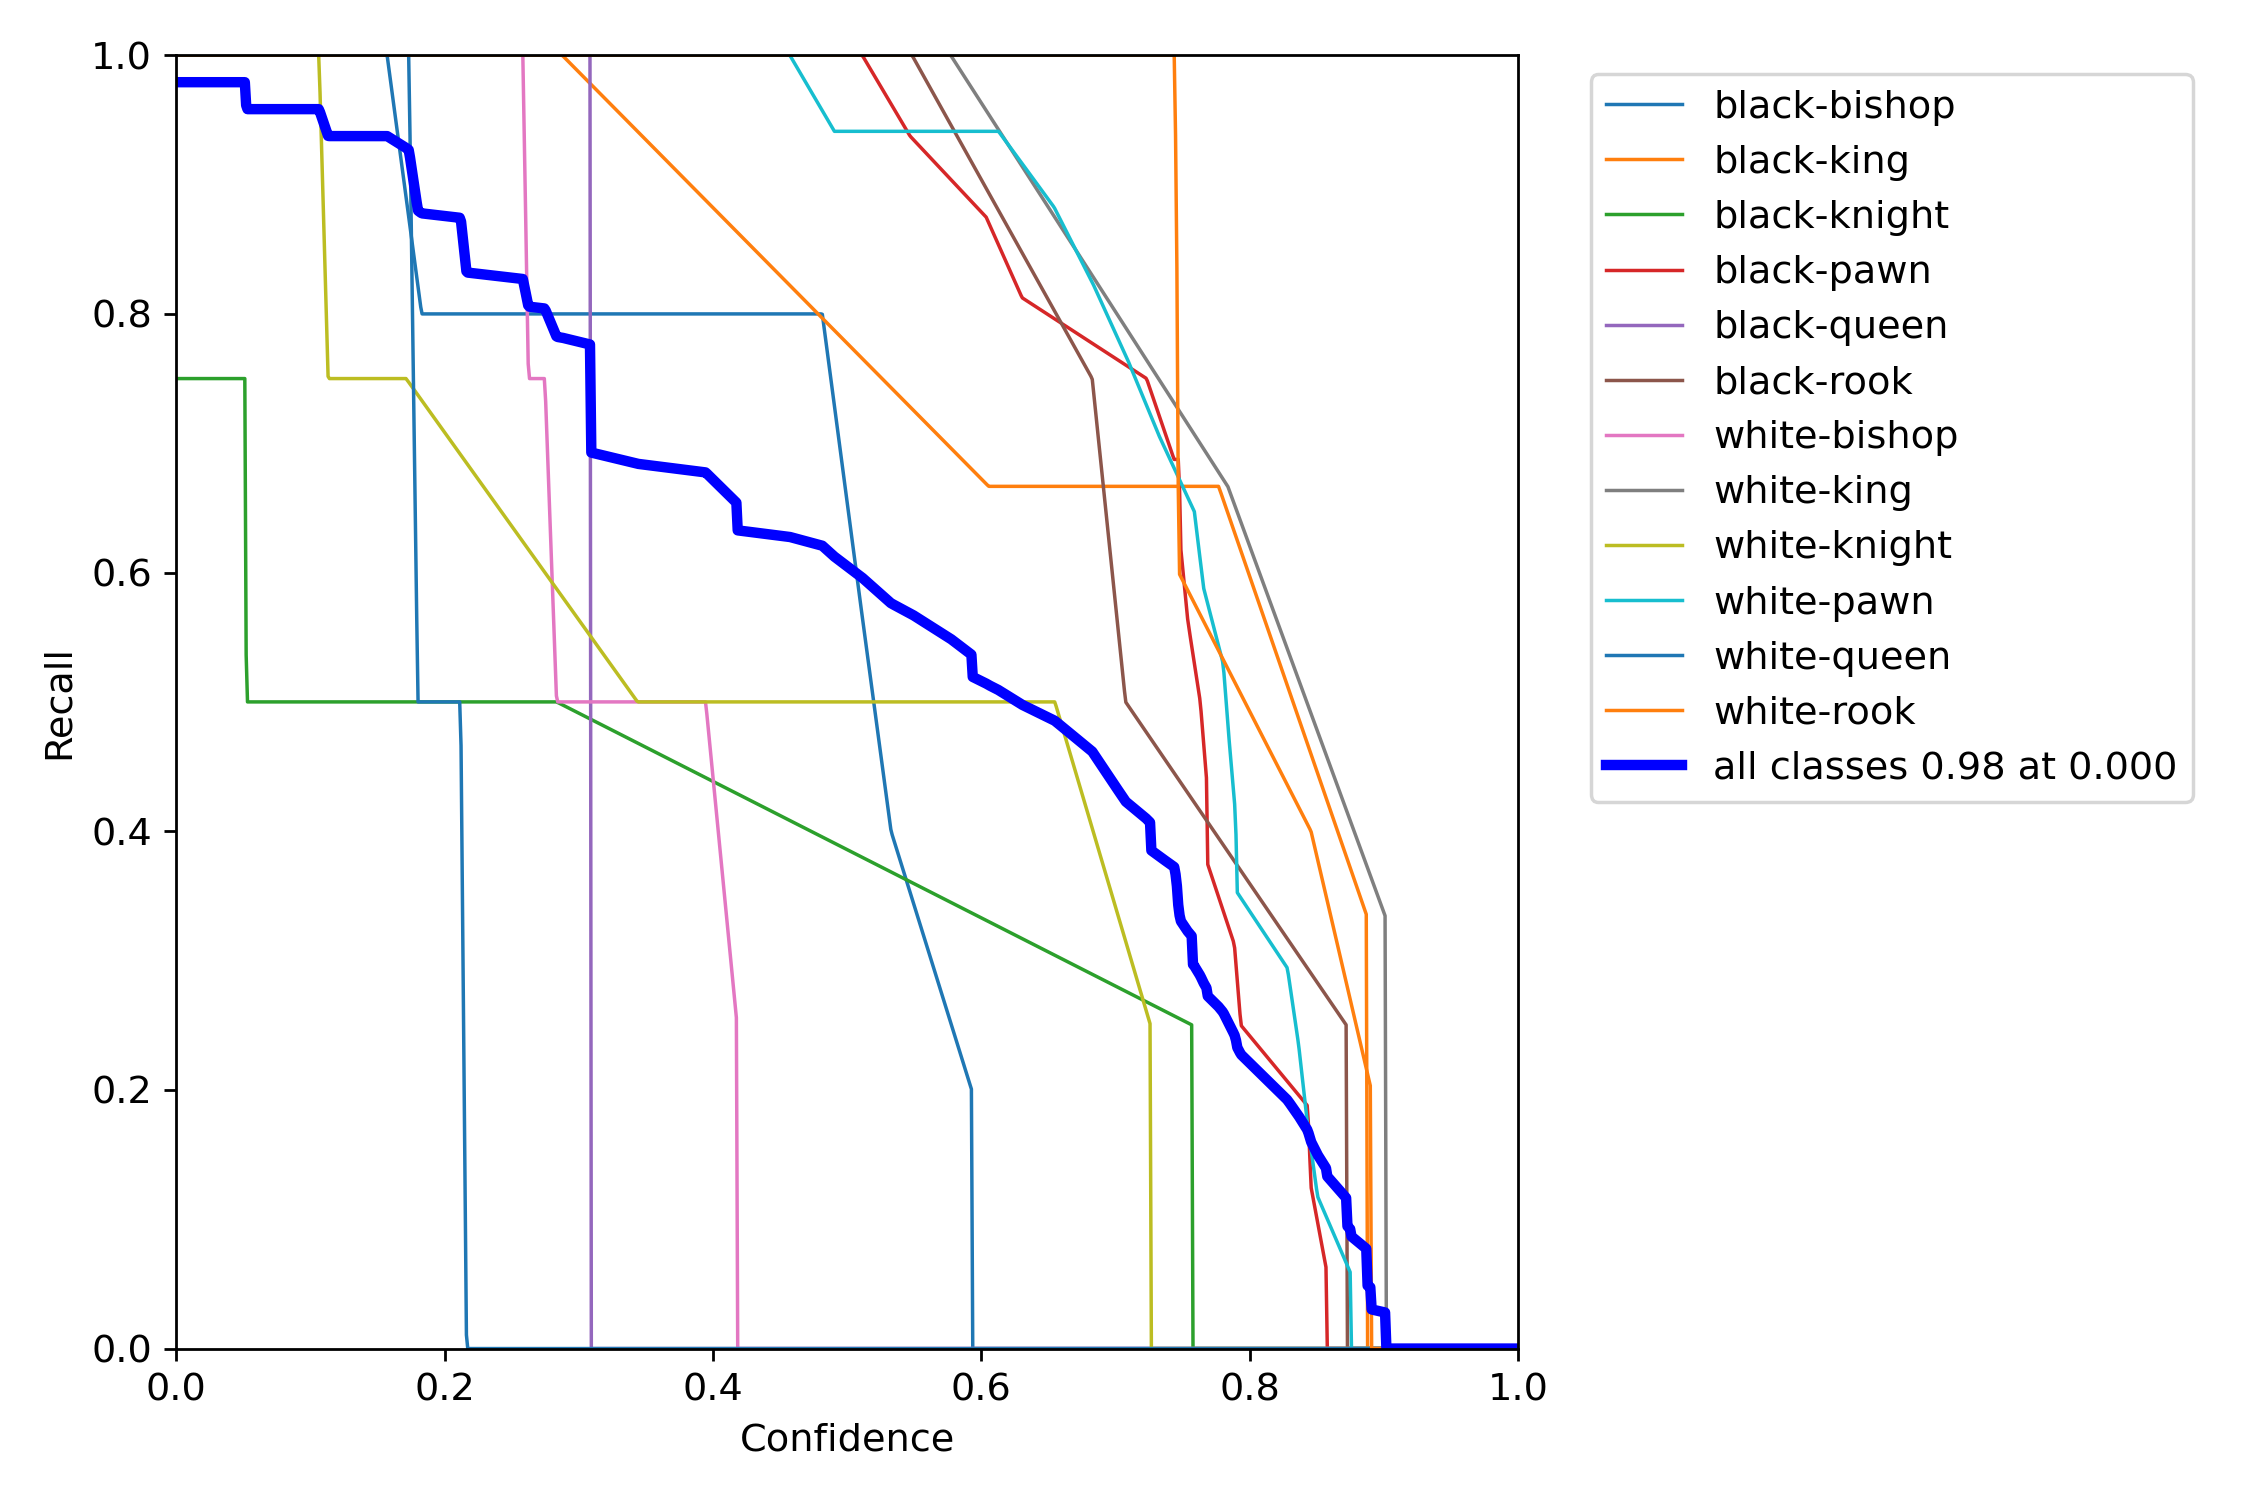 1.0
0.8
0.6
0.4
0.2
0.0
0.0 0.2 0.4 0.6 0.8 1.0
Recall
Confidence
black-bishop
black-king
black-knight
black-pawn
black-queen
black-rook
white-bishop
white-king
white-knight
white-pawn
white-queen
white-rook
all classes 0.98 at 0.000